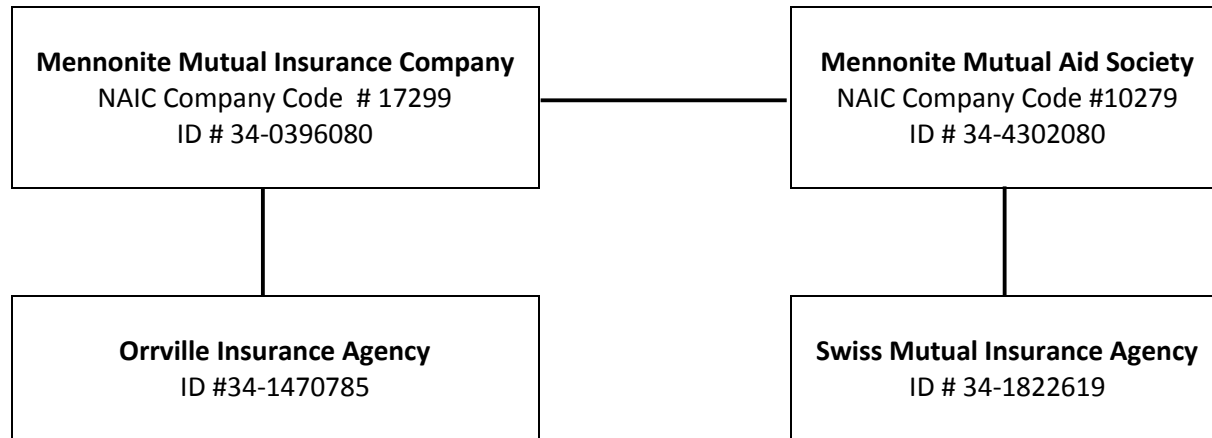 Mennonite Mutual Insurance Company
NAIC Company Code # 17299
ID # 34-0396080
Mennonite Mutual Aid Society
NAIC Company Code #10279
ID # 34-4302080
Orrville Insurance Agency
ID #34-1470785
Swiss Mutual Insurance Agency
ID # 34-1822619